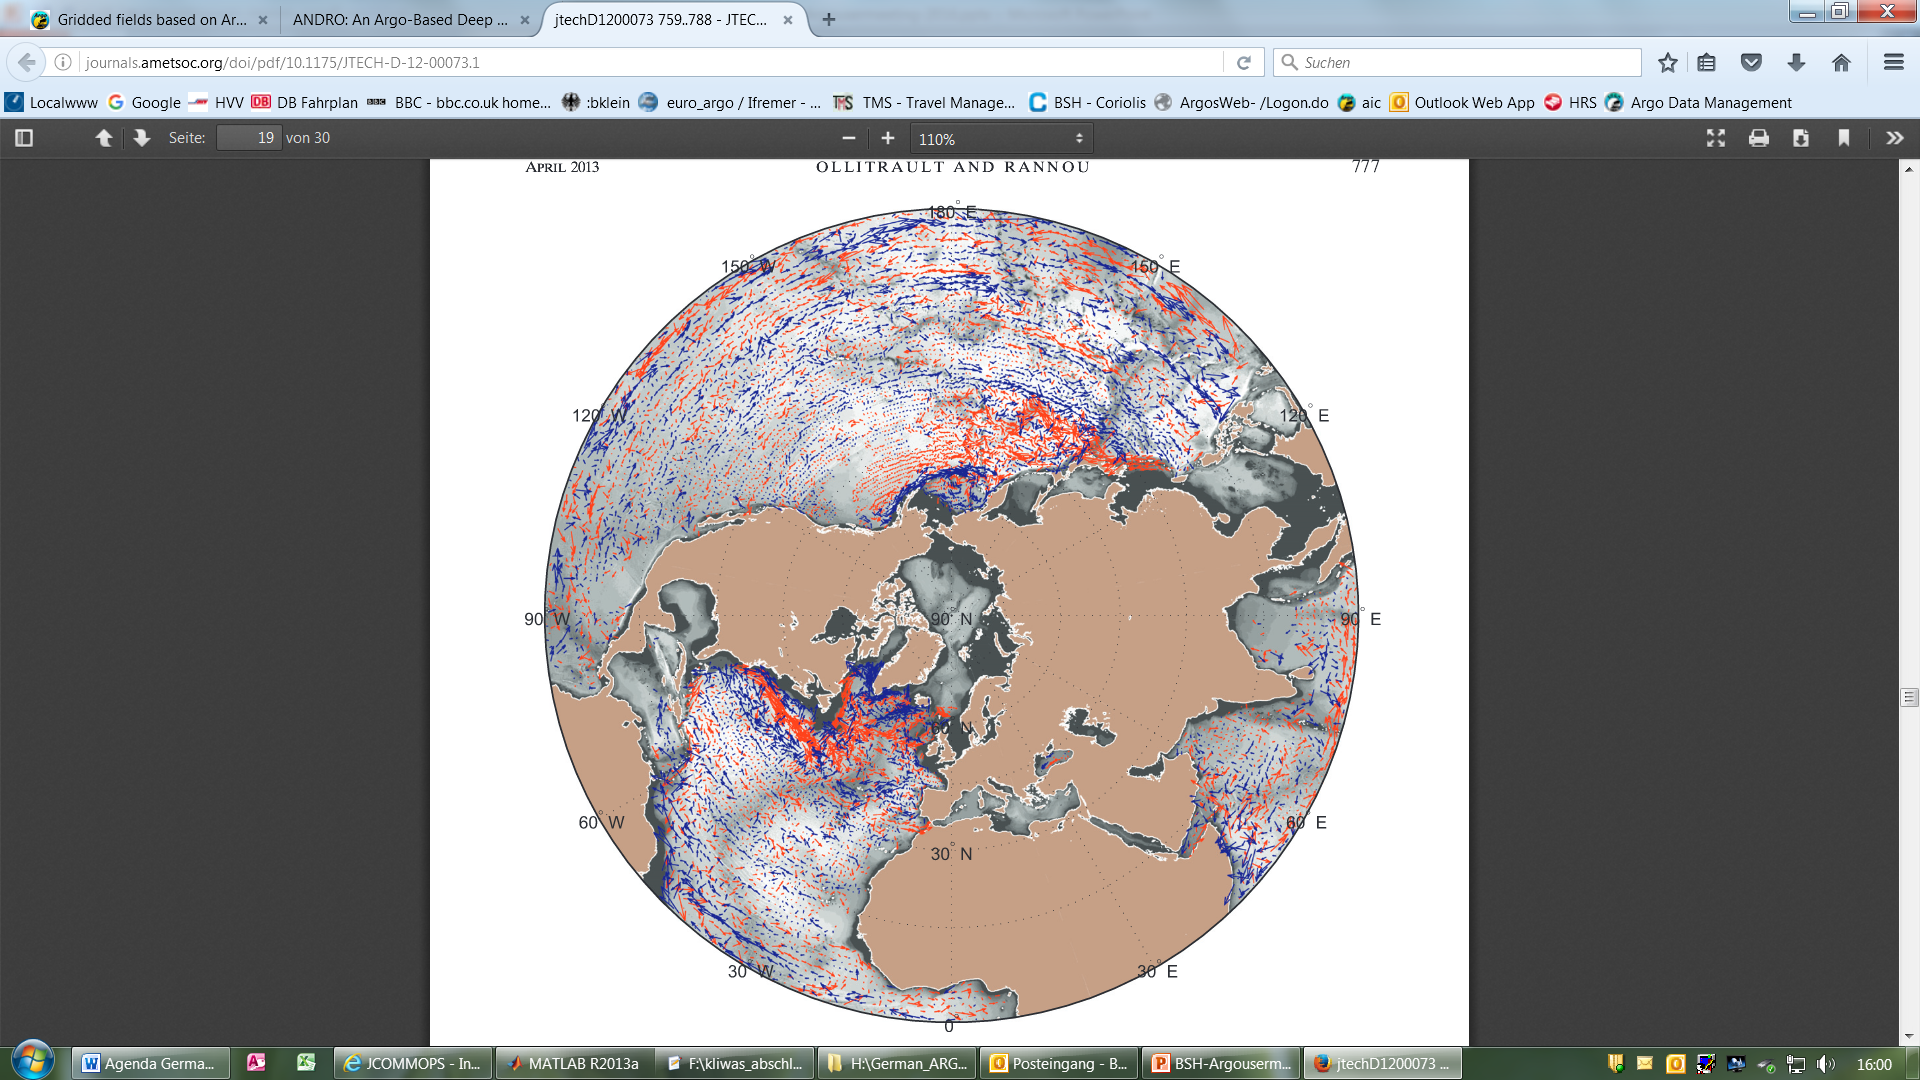 Gridded fields based on Ar...
ANDRO: An Argo-Based Deep ...
jtechD1200073 759..788 - JTEC...
journals.ametsoc.org/doi/pdf/10.1175/JTECH-D-12-00073.1
Suchen
Localwww
Google
HVV
DB DB Fahrplan
BBC BBC - bbc.co.uk home...
:bklein
euro_argo / Ifremer - ...
TMS - Travel Manage...
BSH - Coriolis
ArgosWeb- /Logon.do
aic
Outlook Web App
HRS
Argo Data Management
Seite: 19 von 30
110%
APRIL 2013
OLLITRAULT AND RANNOU
777
180° E
150° W
150° E
120° W
120° E
90° W
90° N
90° E
60° N
60° W
60° E
30° N
30° W
30° E
0°
Agenda Germa...
JCOMMOPS - In...
MATLAB R2013a
F:\kliwas_abschl...
H:\German_ARG...
Posteingang - B...
BSH-Argouserm...
jtechD1200073 ...
16:00